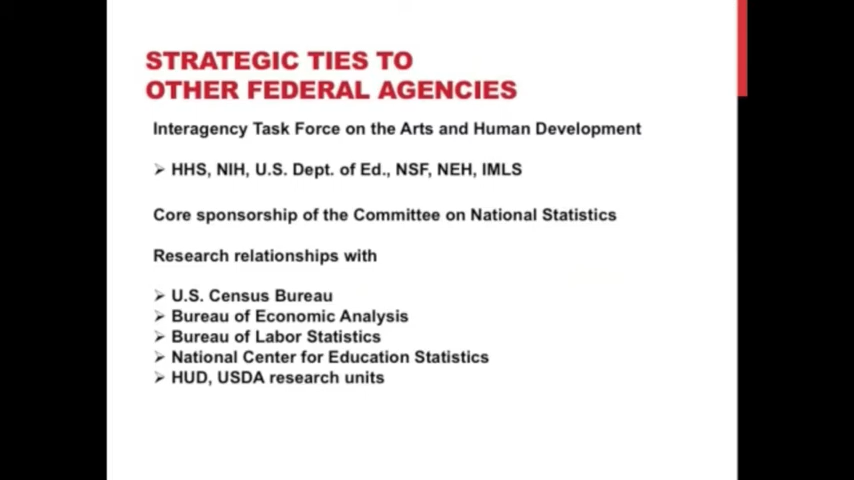 STRATEGIC TIES TO
OTHER FEDERAL AGENCIES
Interagency Task Force on the Arts and Human Development
➢ HHS, NIH, U.S. Dept. of Ed., NSF, NEH, IMLS
Core sponsorship of the Committee on National Statistics
Research relationships with
➢ U.S. Census Bureau
➢ Bureau of Economic Analysis
➢ Bureau of Labor Statistics
➢ National Center for Education Statistics
➢ HUD, USDA research units